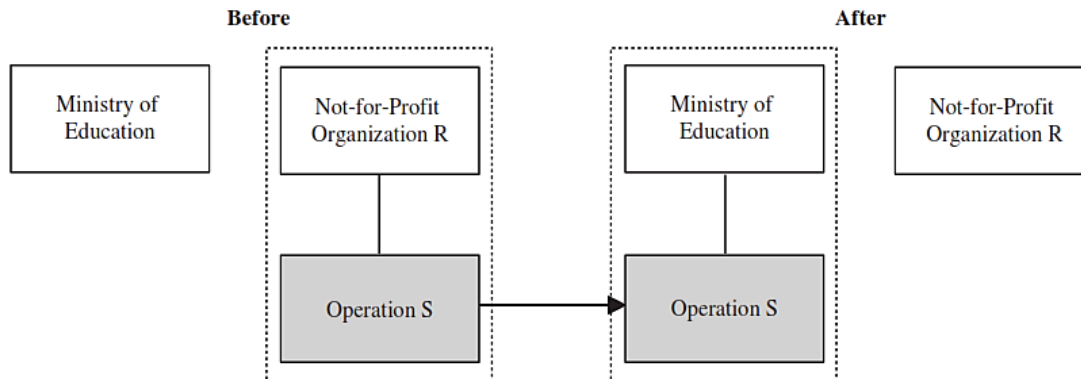 Before
After
Ministry of
Education
Not-for-Profit
Organization R
Ministry of
Education
Not-for-Profit
Organization R
Operation S
Operation S